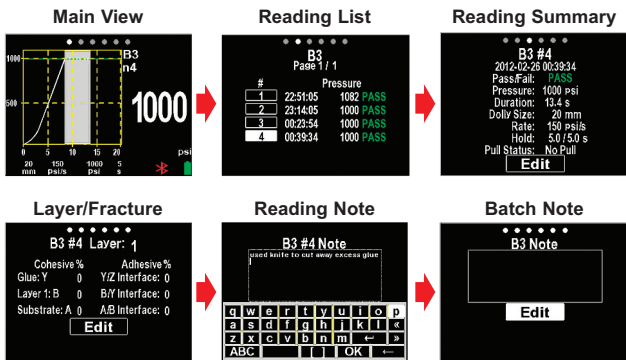 Main View
B3
n4
1000
500
1000
0 5 10 15 20 psi
20 150 1000 5
mm psi/s psi s
Reading List
B3
Page 1 / 1
# Pressure
1 22:51:05 1082 PASS
2 23:14:05 1000 PASS
3 00:23:54 1000 PASS
4 00:39:34 1000 PASS
Reading Summary
B3 #4
2012-02-26 00:39:34
Pass/Fail: PASS
Pressure: 1000 psi
Duration: 13.4 s
Dolly Size: 20 mm
Rate: 150 psi/s
Hold: 5.0 / 5.0 s
Pull Status: No Pull
Edit
Layer/Fracture
B3 #4 Layer: 1
Cohesive % Adhesive %
Glue: Y 0 Y/Z Interface: 0
Layer 1: B 0 B/Y Interface: 0
Substrate: A 0 A/B Interface: 0
Edit
Reading Note
B3 #4 Note
used knife to cut away excess glue
q w e r t y u i o p
a s d f g h j k l «
z x c v b n m ↵ »
ABC [ ] OK ←
Batch Note
B3 Note
Edit